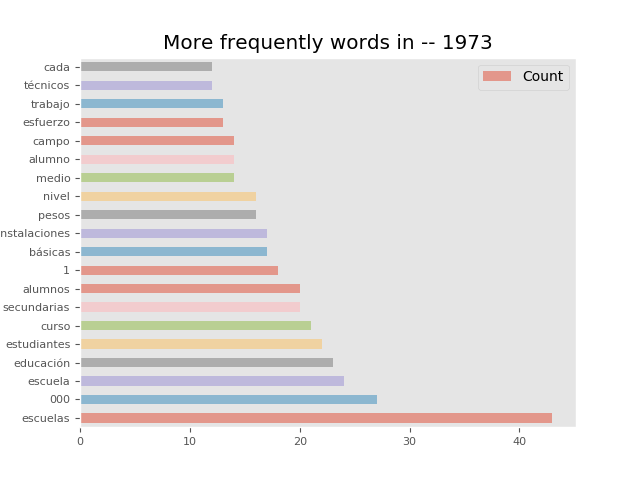 More frequently words in -- 1973
Count
cada
técnicos
trabajo
esfuerzo
campo
alumno
medio
nivel
pesos
nstalaciones
básicas
1
alumnos
secundarias
curso
estudiantes
educación
escuela
000
escuelas
0 10 20 30 40